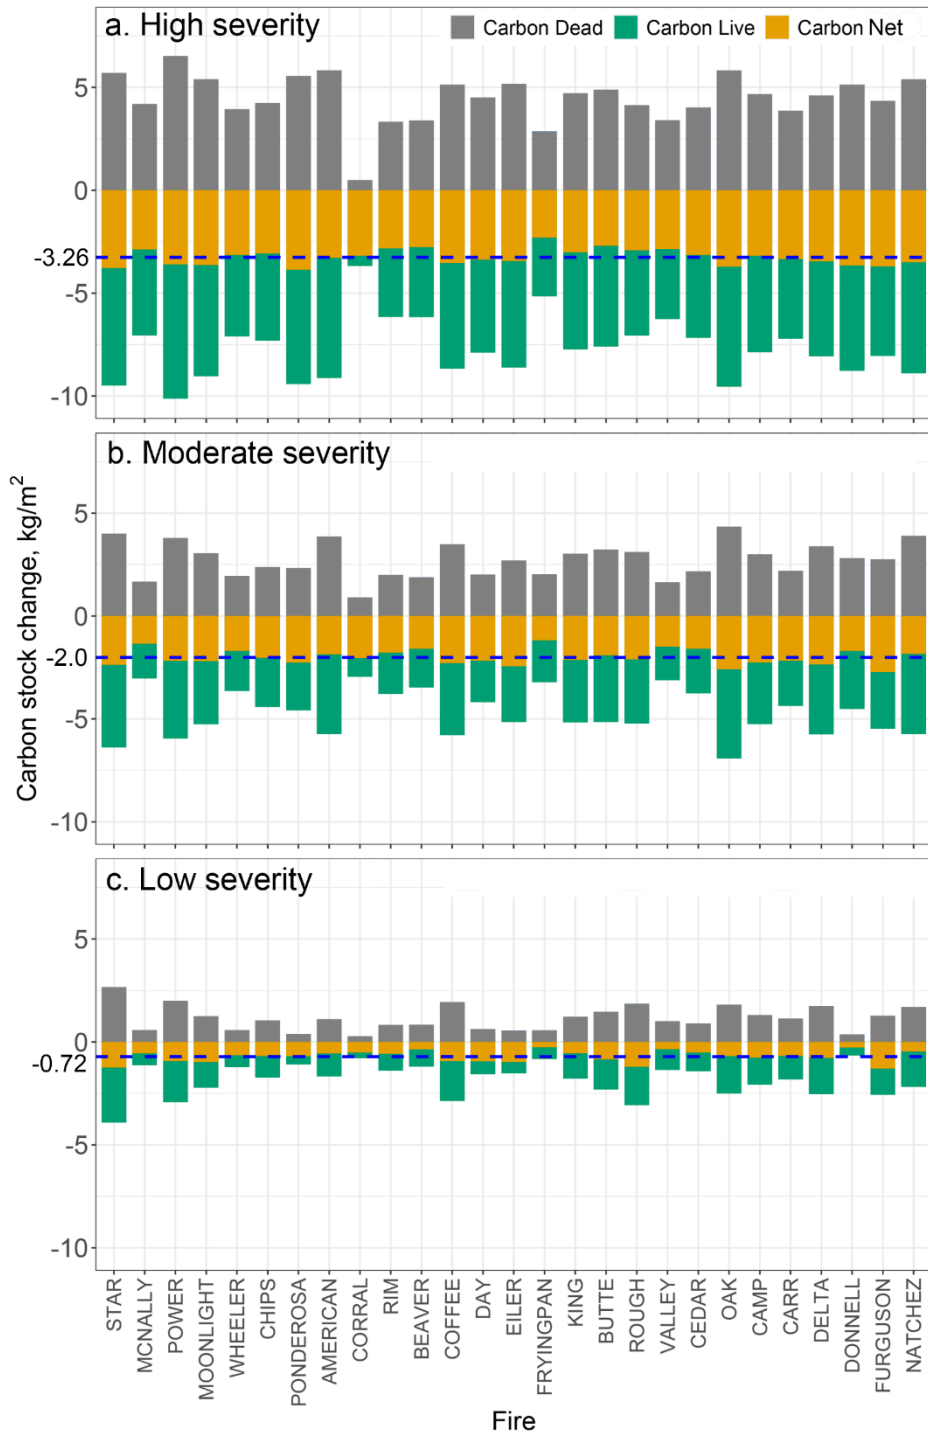 a. High severity
Carbon Dead
Carbon Live
Carbon Net
5
0
-3.26
-5
-10
b. Moderate severity
5
0
-2.0
-5
-10
c. Low severity
5
0
-0.72
-5
-10
Carbon stock change, kg/m²
STAR
MCNALLY
POWER
MOONLIGHT
WHEELER
CHIPS
PONDEROSA
AMERICAN
CORRAL
RIM
BEAVER
COFFEE
DAY
EILER
FRYINGPAN
KING
BUTTE
ROUGH
VALLEY
CEDAR
OAK
CAMP
CARR
DELTA
DONNELL
FURGUSON
NATCHEZ
Fire